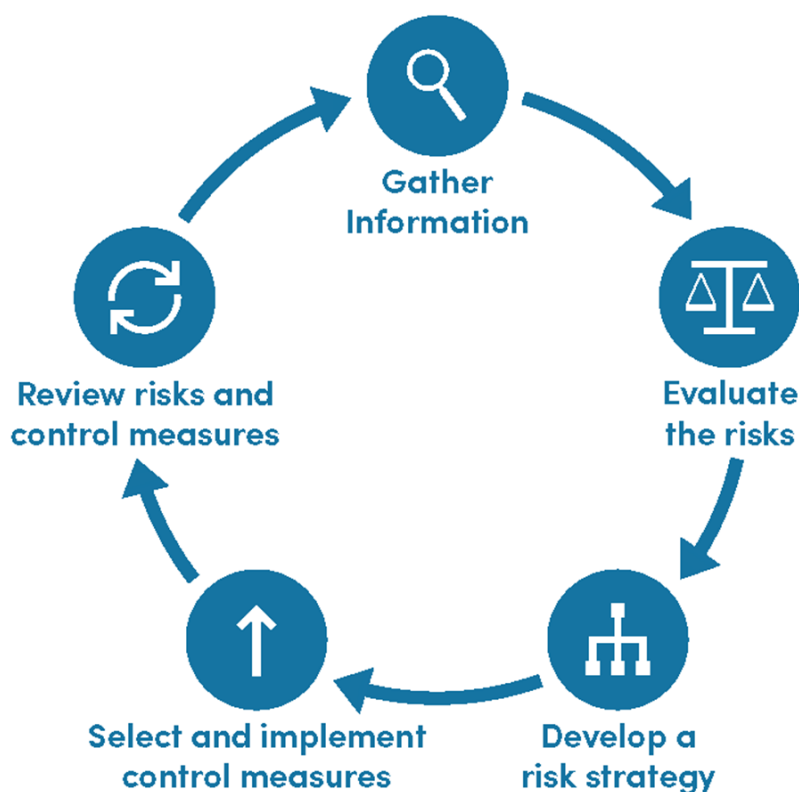 Gather
Information
Evaluate
the risks
Develop a
risk strategy
Select and implement
control measures
Review risks and
control measures